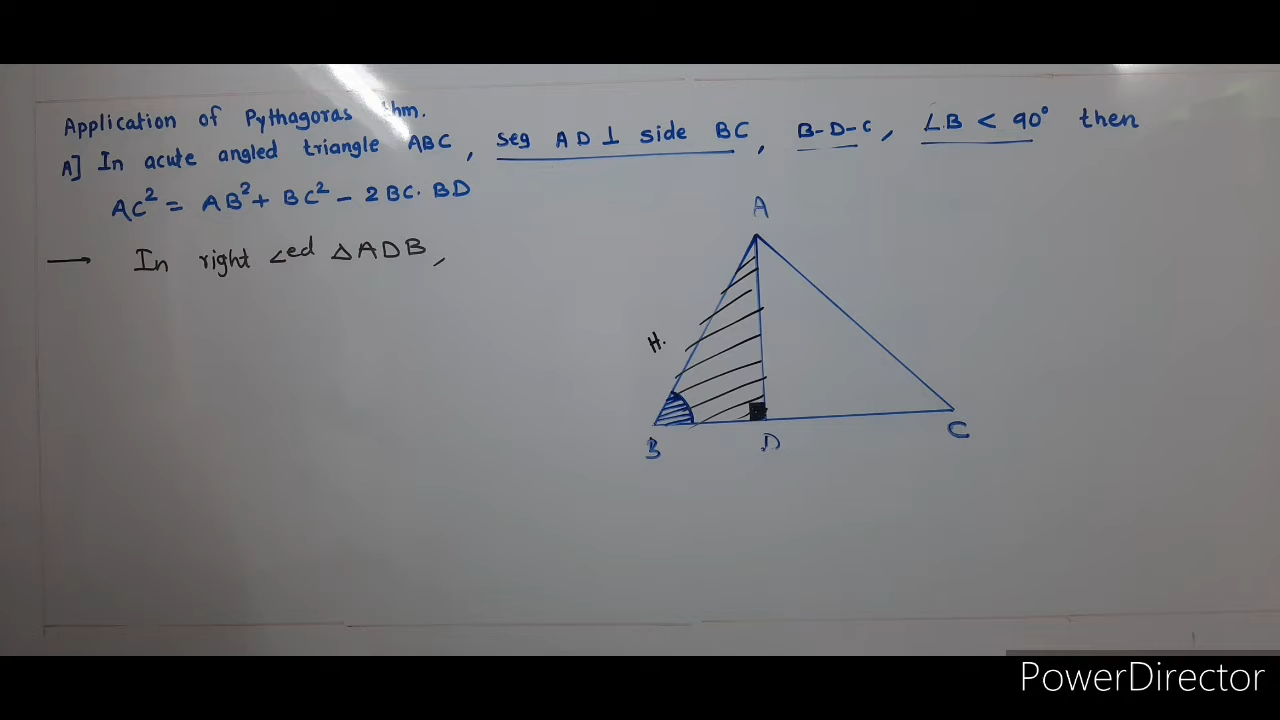 Application of Pythagoras thm.
A] In acute angled triangle ABC, seg AD ⊥ side BC, B-D-C, ∠B < 90° then
AC² = AB² + BC² - 2BC·BD
→ In right ∠ed △ADB,
A
H.
B
D
C
PowerDirector